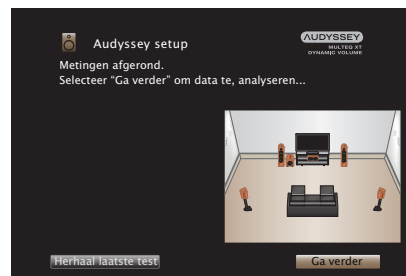 Audyssey setup
AUDYSSEY
MULTEQ XT
DYNAMIC VOLUME
Metingen afgerond.
Selecteer “Ga verder” om data te, analyseren...
Herhaal laatste test
Ga verder